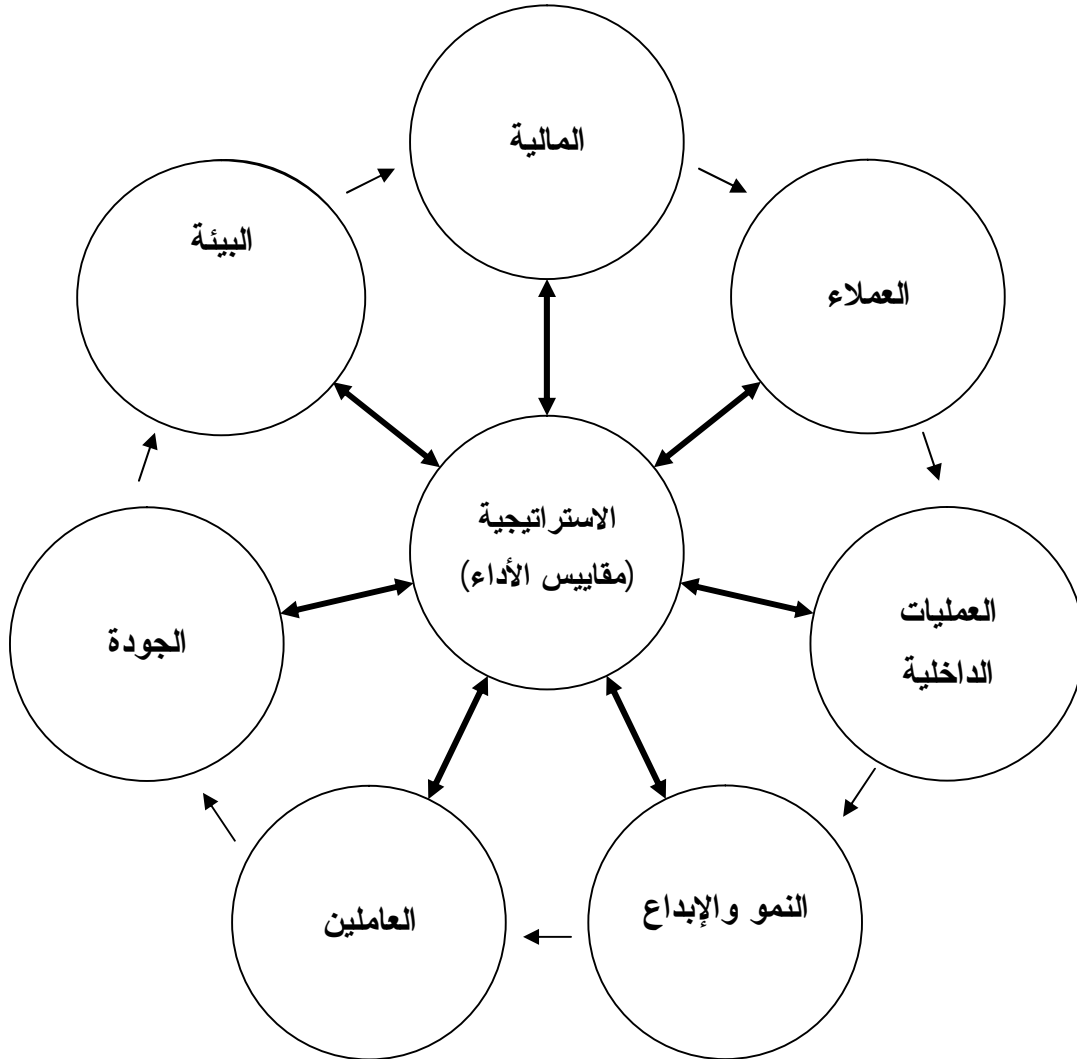 المالية
البيئة
العملاء
الاستراتيجية
(مقاييس الأداء)
العمليات
الداخلية
الجودة
النمو والإبداع
العاملين